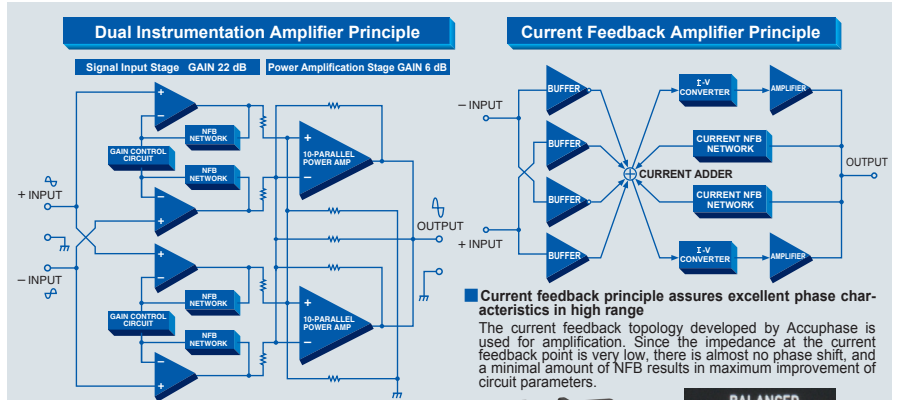 Dual Instrumentation Amplifier Principle
Signal Input Stage GAIN 22 dB
Power Amplification Stage GAIN 6 dB
+
−
NFB
NETWORK
GAIN CONTROL
CIRCUIT
NFB
NETWORK
−
+
+
10-PARALLEL
POWER AMP
−
+ INPUT
− INPUT
OUTPUT
+
−
NFB
NETWORK
GAIN CONTROL
CIRCUIT
NFB
NETWORK
−
+
+
10-PARALLEL
POWER AMP
−
Current Feedback Amplifier Principle
− INPUT
+ INPUT
BUFFER
BUFFER
BUFFER
BUFFER
CURRENT ADDER
I-V
CONVERTER
AMPLIFIER
CURRENT NFB
NETWORK
CURRENT NFB
NETWORK
I-V
CONVERTER
AMPLIFIER
OUTPUT
Current feedback principle assures excellent phase char-
acteristics in high range
The current feedback topology developed by Accuphase is
used for amplification. Since the impedance at the current
feedback point is very low, there is almost no phase shift, and
a minimal amount of NFB results in maximum improvement of
circuit parameters.
BALANCED